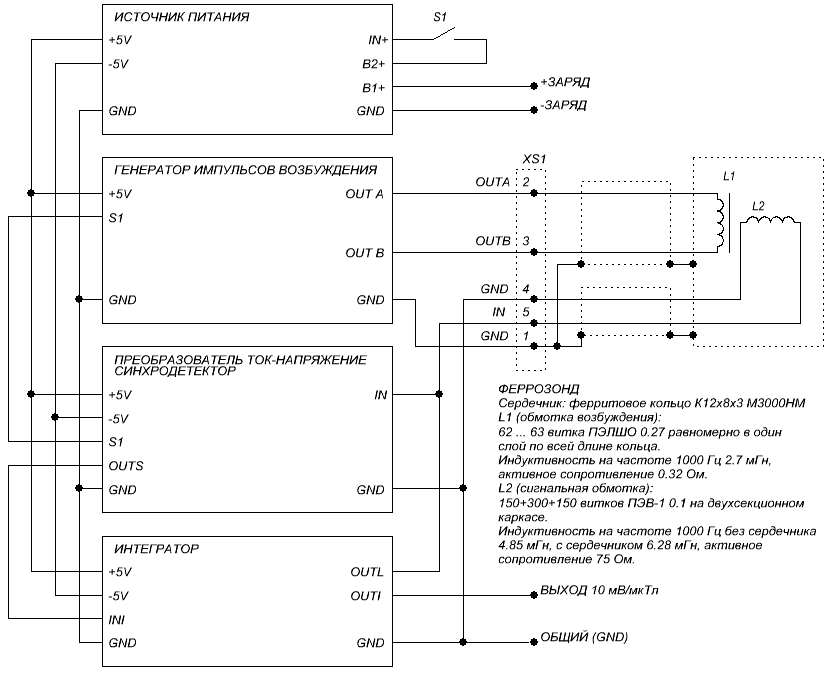 ИСТОЧНИК ПИТАНИЯ
+5V
-5V
GND
IN+
B2+
B1+
GND
S1
+ЗАРЯД
-ЗАРЯД
ГЕНЕРАТОР ИМПУЛЬСОВ ВОЗБУЖДЕНИЯ
+5V
S1
GND
OUT A
OUT B
GND
XS1
OUTA 2
OUTB 3
GND 4
IN 5
GND 1
L1
L2
ПРЕОБРАЗОВАТЕЛЬ ТОК-НАПРЯЖЕНИЕ
СИНХРОДЕТЕКТОР
+5V
-5V
S1
OUTS
GND
IN
GND
ФЕРРОЗОНД
Сердечник: ферритовое кольцо К12х8х3 М3000НМ
L1 (обмотка возбуждения):
62 ... 63 витка ПЭЛШО 0.27 равномерно в один
слой по всей длине кольца.
Индуктивность на частоте 1000 Гц 2.7 мГн,
активное сопротивление 0.32 Ом.
L2 (сигнальная обмотка):
150+300+150 витков ПЭВ-1 0.1 на двухсекционном
каркасе.
Индуктивность на частоте 1000 Гц без сердечника
4.85 мГн, с сердечником 6.28 мГн, активное
сопротивление 75 Ом.
ИНТЕГРАТОР
+5V
-5V
INI
GND
OUTL
OUTI
GND
ВЫХОД 10 мВ/мкТл
ОБЩИЙ (GND)